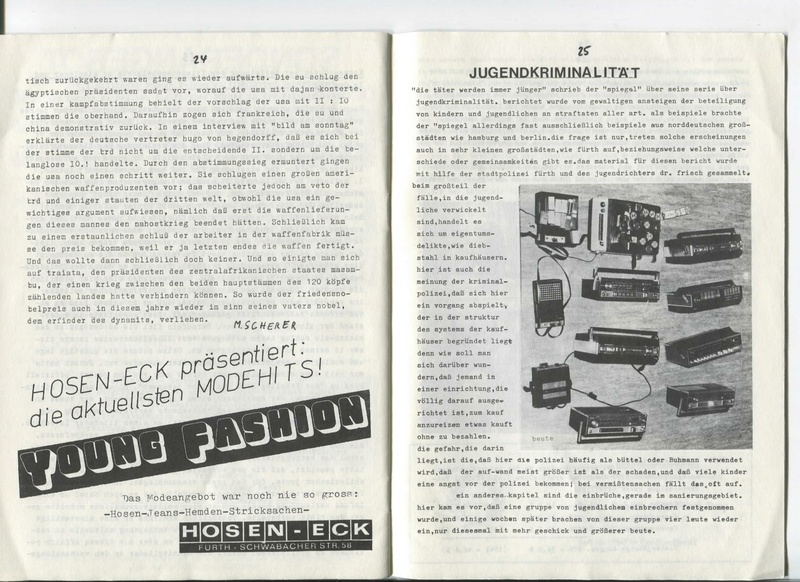 24
tisch zurückgekehrt waren ging es wieder aufwärts. Die su schlug den
ägyptischen präsidenten sadat vor, worauf die usa mit dajan konterte.
In einer kampfabstimmung behielt der vorschlag der usa mit II : IO
stimmen die oberhand. Daraufhin zogen sich frankreich, die su und
china demonstrativ zurück. In einem interview mit "bild am sonntag"
erklärte der deutsche vertreter hugo von hegendorff, daß es sich bei
der stimme der trd nicht um die entscheidende II. sondern um die be-
langlose IO.! handelte. Durch den abstimmungssieg ermuntert gingen
die usa noch einen schritt weiter. Sie schlugen einen großen ameri-
kanischen waffenproduzenten vor; das scheiterte jedoch am veto der
trd und einiger staaten der dritten welt, obwohl die usa ein ge-
wichtiges argument aufwiesen, nämlich daß erst die waffenlieferun-
gen dieses mannes den nahostkrieg beendet hätten. Schließlich kam
zu einem erstaunlichen schluß der arbeiter in der waffenfabrik müs-
se den preis bekommen, weil er ja letzten endes die waffen fertigt.
Und das wollte dann schließlich doch keiner. Und so einigte man sich
auf traiata, den präsidenten des zentralafrikanischen staates masam-
bu, der einen krieg zwischen den beiden hauptstämmen des 120 köpfe
zählenden landes hatte verhindern können. So wurde der friedensno-
belpreis auch in diesem jahre wieder im sinn seines vaters nobel,
dem erfinder des dynamits, verliehen.
M. SCHERER
HOSEN-ECK präsentiert:
die aktuellsten MODEHITS!
YOUNG FASHION
Das Modeangebot war noch nie so gross:
-Hosen-Jeans-Hemden-Stricksachen-
HOSEN-ECK
FÜRTH · SCHWABACHER STR. 58
25
JUGENDKRIMINALITÄT
"die täter werden immer jünger" schrieb der "spiegel" über seine serie über
jugendkriminalität. berichtet wurde vom gewaltigen ansteigen der beteiligung
von kindern und jugendlichen an straftaten aller art. als beispiele brachte
der "spiegel allerdings fast ausschließlich beispiele aus norddeutschen groß-
städten wie hamburg und berlin.die frage ist nur,treten solche erscheinungen
auch in sehr kleinen großstädten,wie fürth auf,beziehungsweise welche unter-
schiede oder gemeinsamkeiten gibt es.das material für diesen bericht wurde
mit hilfe der stadtpolizei fürth und des jugendrichters dr. frisch gesammelt.
beim großteil der
fälle,in die jugend-
liche verwickelt
sind,handelt es
sich um eigentums-
delikte,wie dieb-
stahl in kaufhäusern.
hier ist auch die
meinung der kriminal-
polizei,daß sich hier
ein vorgang abspielt,
der in der struktur
des systems der kauf-
häuser begründet liegt
denn wie soll man
sich darüber wun-
dern,daß jemand in
einer einrichtung,die
völlig darauf ausge-
richtet ist,zum kauf
anzureizen etwas kauft
ohne zu bezahlen.
beute
die gefahr,die darin
liegt,ist die,daß hier die polizei häufig als büttel oder Buhmann verwendet
wird,daß der auf-wand meist größer ist als der schaden,und daß viele kinder
eine angst vor der polizei bekommen; bei vermißtensachen fällt das oft auf.
ein anderes kapitel sind die einbrüche,gerade im sanierungsgebiet.
hier kam es vor,daß eine gruppe von jugendlichen einbrechern festgenommen
wurde,und einige wochen später brachen von dieser gruppe vier leute wieder
ein,nur diesesmal mit mehr geschick und größerer beute.